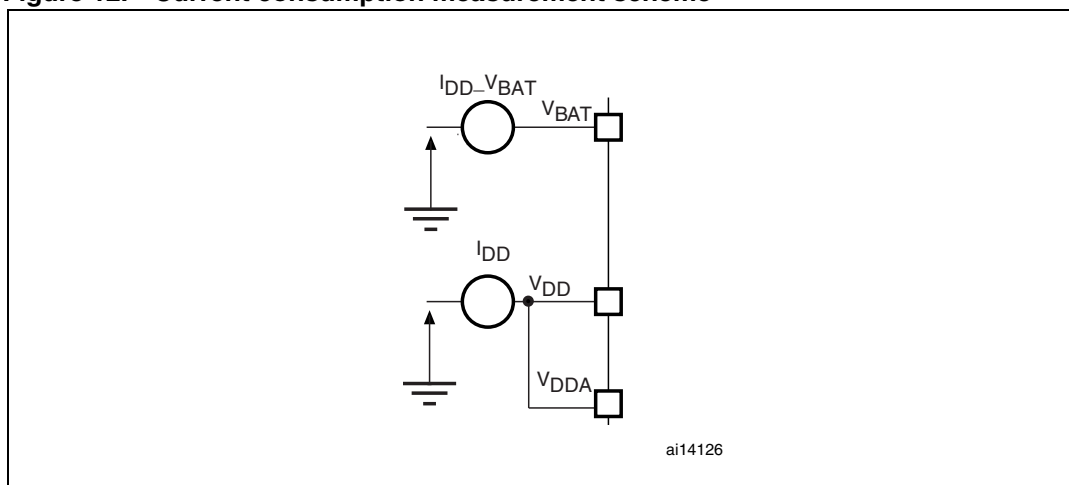 Figure 12. Current consumption measurement scheme
IDD_VBAT
VBAT
IDD
VDD
VDDA
ai14126